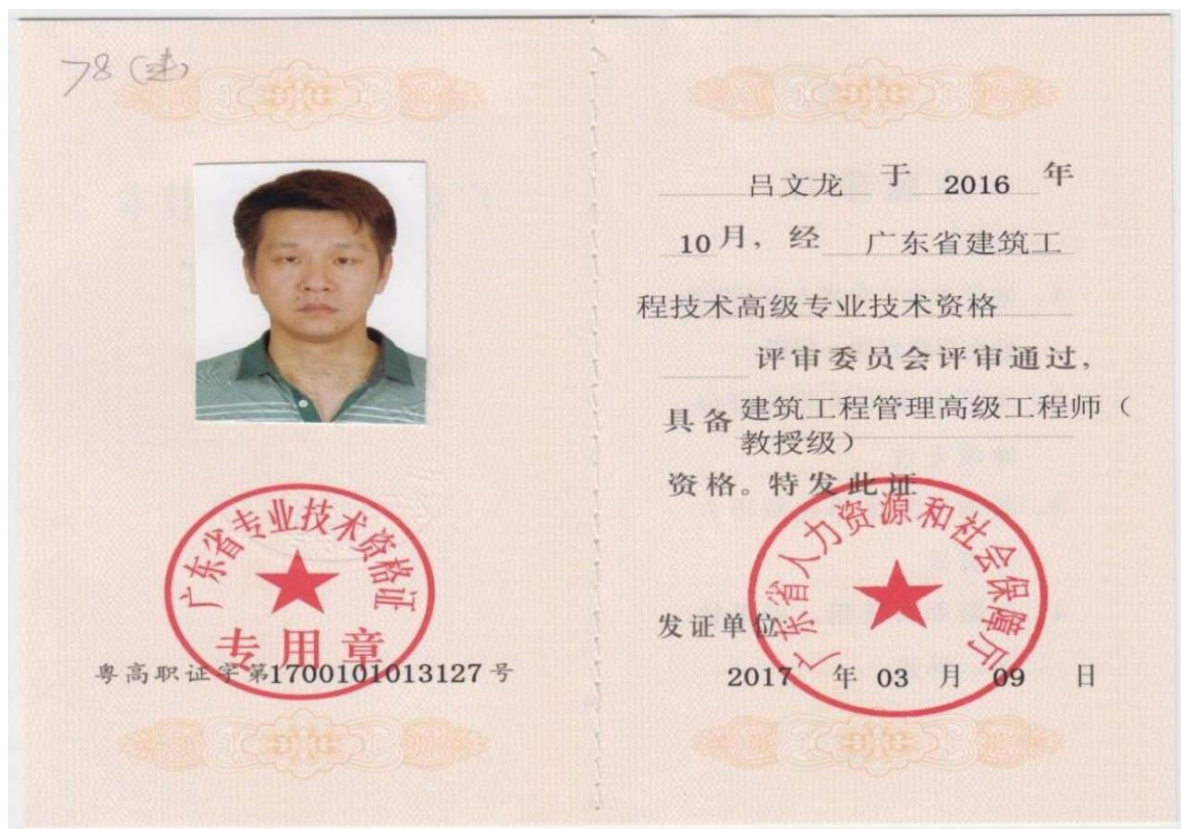 78（建）
广东省专业技术资格证
专用章
粤高职证字第1700101013127号
吕文龙 于 2016 年
10月，经 广东省建筑工
程技术高级专业技术资格
评审委员会评审通过，
具备 建筑工程管理高级工程师（
教授级）
资格。特发此证
广东省人力资源和社会保障厅
发证单位
2017 年 03 月 09 日